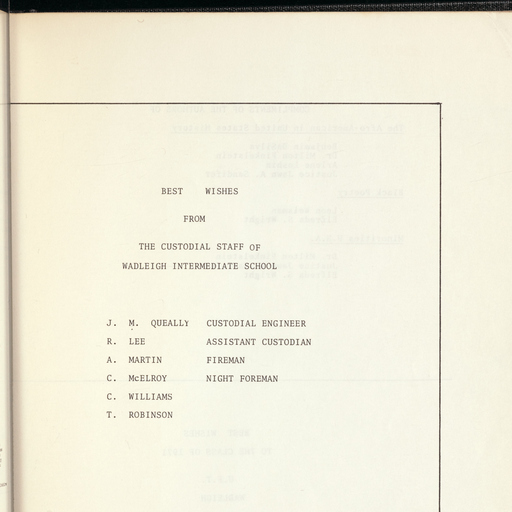 BEST WISHES
FROM
THE CUSTODIAL STAFF OF
WADLEIGH INTERMEDIATE SCHOOL
J. M. QUEALLY CUSTODIAL ENGINEER
R. LEE ASSISTANT CUSTODIAN
A. MARTIN FIREMAN
C. McELROY NIGHT FOREMAN
C. WILLIAMS
T. ROBINSON